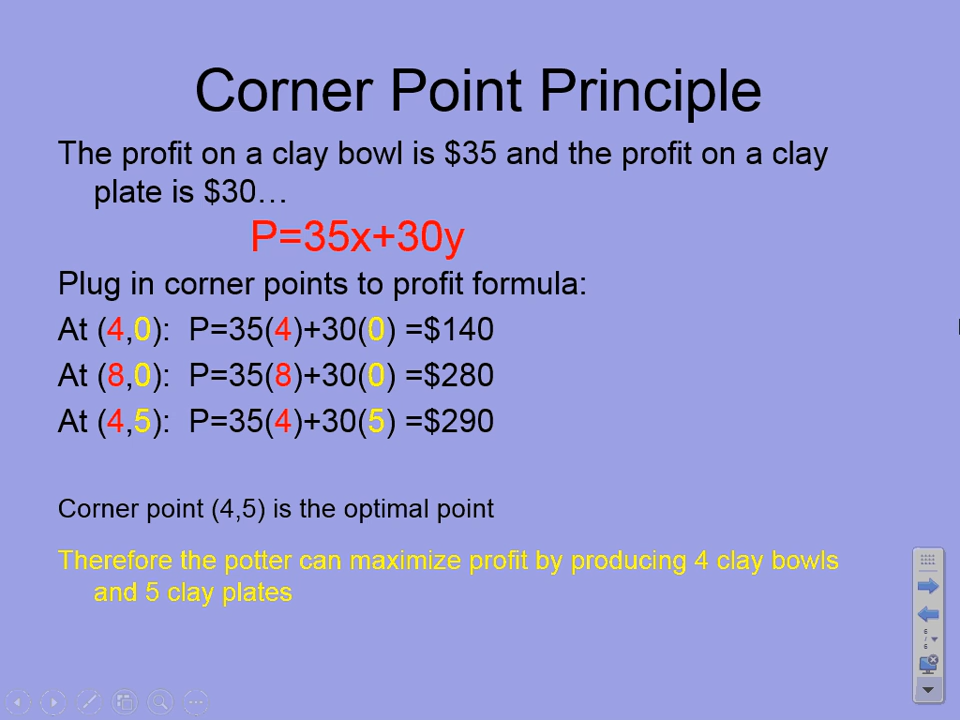 Corner Point Principle
The profit on a clay bowl is $35 and the profit on a clay
plate is $30…
P=35x+30y
Plug in corner points to profit formula:
At (4,0):  P=35(4)+30(0) =$140
At (8,0):  P=35(8)+30(0) =$280
At (4,5):  P=35(4)+30(5) =$290
Corner point (4,5) is the optimal point
Therefore the potter can maximize profit by producing 4 clay bowls
and 5 clay plates
6
/
6